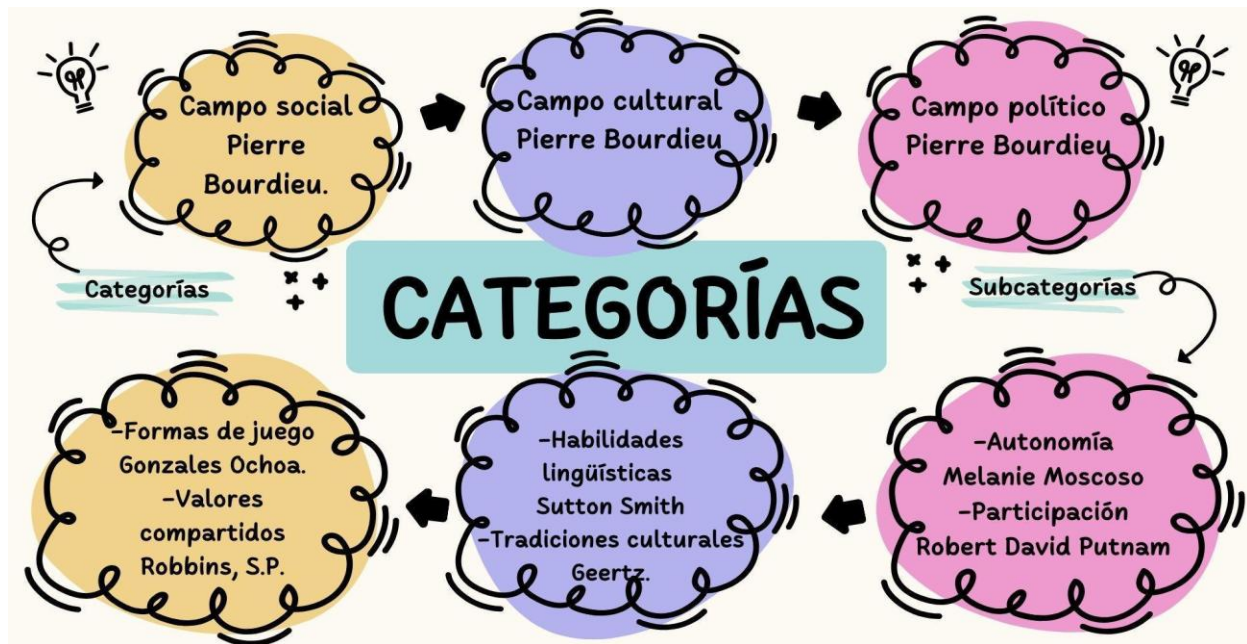 Campo social
Pierre
Bourdieu.
Campo cultural
Pierre Bourdieu
Campo político
Pierre Bourdieu
Categorías
CATEGORÍAS
Subcategorías
-Formas de juego
Gonzales Ochoa.
-Valores
compartidos
Robbins, S.P.
-Habilidades
lingüísticas
Sutton Smith
-Tradiciones culturales
Geertz.
-Autonomía
Melanie Moscoso
-Participación
Robert David Putnam